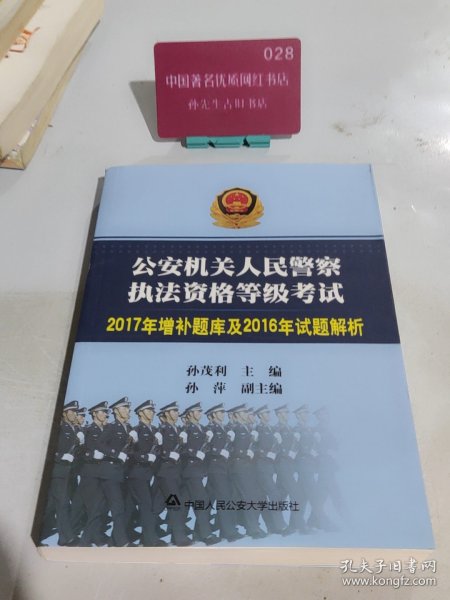 028
中国著名优质网红书店
孙先生古旧书店
公安机关人民警察
执法资格等级考试
2017年增补题库及2016年试题解析
孙茂利 主 编
孙 萍 副主编
中国人民公安大学出版社
孔夫子旧书网
www.kongfz.com